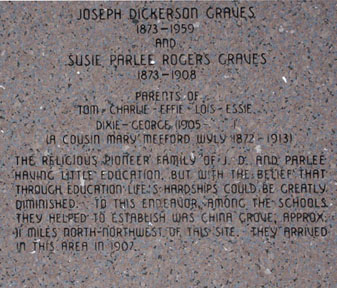 JOSEPH DICKERSON GRAVES
1873-1959
AND
SUSIE PARLEE ROGERS GRAVES
1873-1908
PARENTS OF
TOM-CHARLIE-EFFIE-LOIS-ESSIE
DIXIE-GEORGE (1905- )
(A COUSIN MARY MEFFORD WYLY 1872-1913)
THE RELIGIOUS PIONEER FAMILY OF J. D. AND PARLEE
HAVING LITTLE EDUCATION, BUT WITH THE BELIEF THAT
THROUGH EDUCATION LIFE'S HARDSHIPS COULD BE GREATLY
DIMINISHED. TO THIS ENDEAVOR, AMONG THE SCHOOLS
THEY HELPED TO ESTABLISH WAS CHINA GROVE, APPROX.
MILES NORTH-NORTHWEST OF THIS SITE. THEY ARRIVED
IN THIS AREA IN 1907.